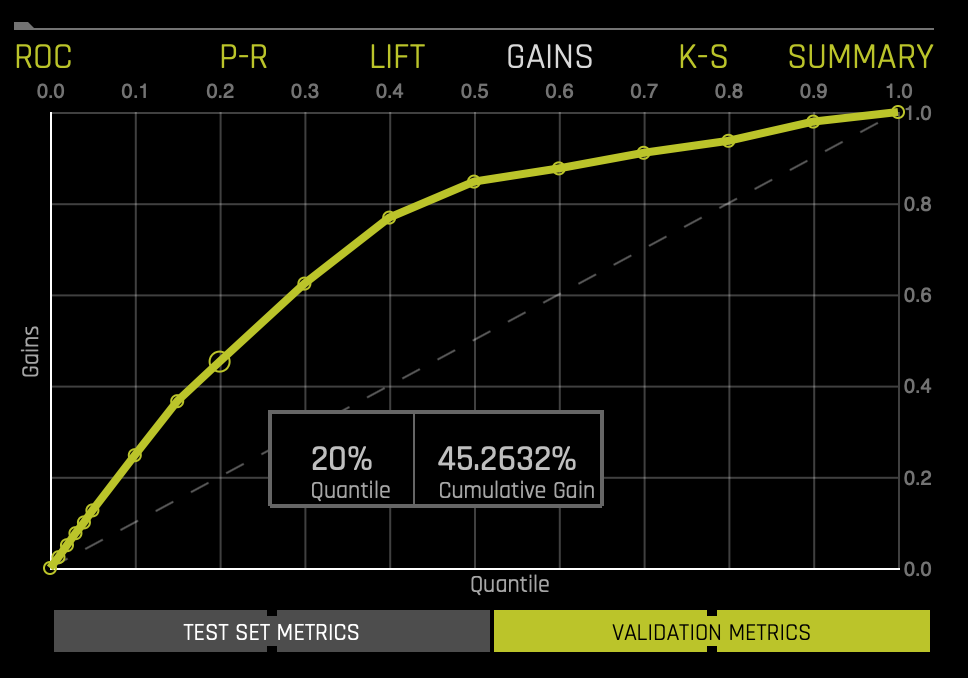 ROC P-R LIFT GAINS K-S SUMMARY
0.0 0.1 0.2 0.3 0.4 0.5 0.6 0.7 0.8 0.9 1.0
1.0
0.8
0.6
Gains
0.4
20% 45.2632%
Quantile Cumulative Gain
0.2
0.0
Quantile
TEST SET METRICS VALIDATION METRICS